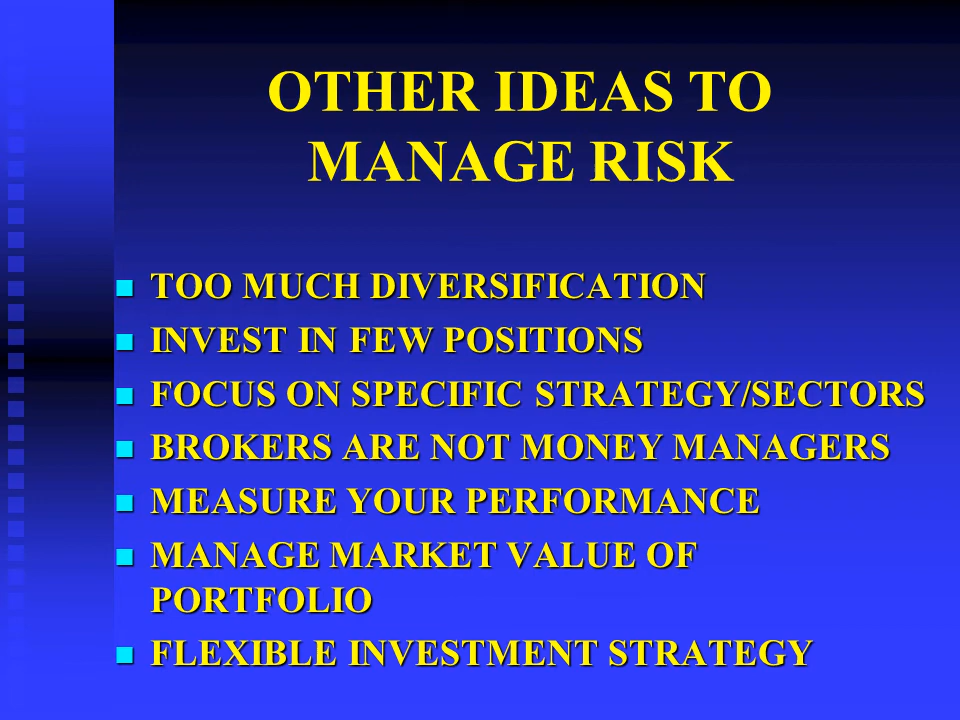 OTHER IDEAS TO
MANAGE RISK
TOO MUCH DIVERSIFICATION
INVEST IN FEW POSITIONS
FOCUS ON SPECIFIC STRATEGY/SECTORS
BROKERS ARE NOT MONEY MANAGERS
MEASURE YOUR PERFORMANCE
MANAGE MARKET VALUE OF
PORTFOLIO
FLEXIBLE INVESTMENT STRATEGY